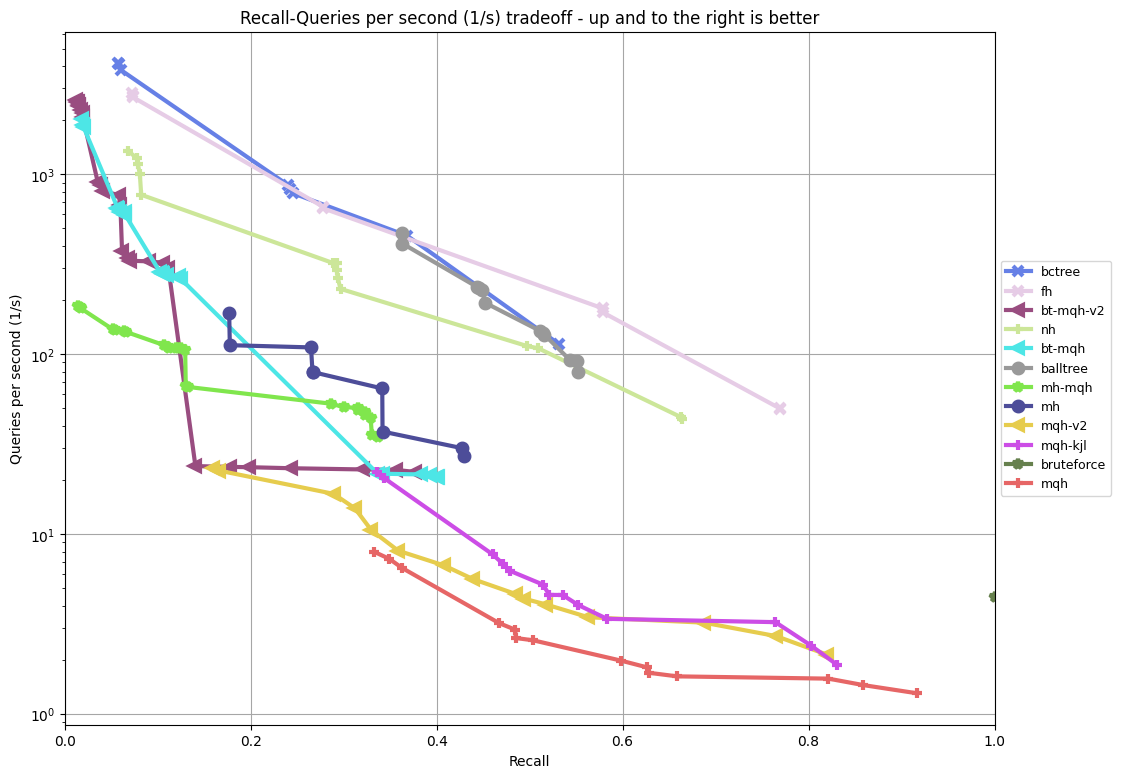 Recall-Queries per second (1/s) tradeoff - up and to the right is better
Queries per second (1/s)
10³
10²
10¹
10⁰
0.0
0.2
0.4
0.6
0.8
1.0
Recall
bctree
fh
bt-mqh-v2
nh
bt-mqh
balltree
mh-mqh
mh
mqh-v2
mqh-kjl
bruteforce
mqh